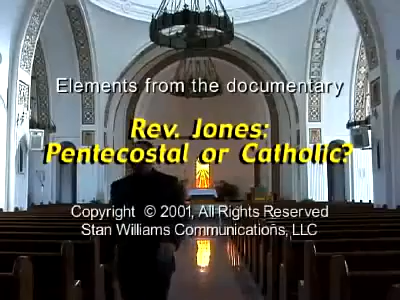 Elements from the documentary
Rev. Jones:
Pentecostal or Catholic?
Copyright © 2001, All Rights Reserved
Stan Williams Communications, LLC